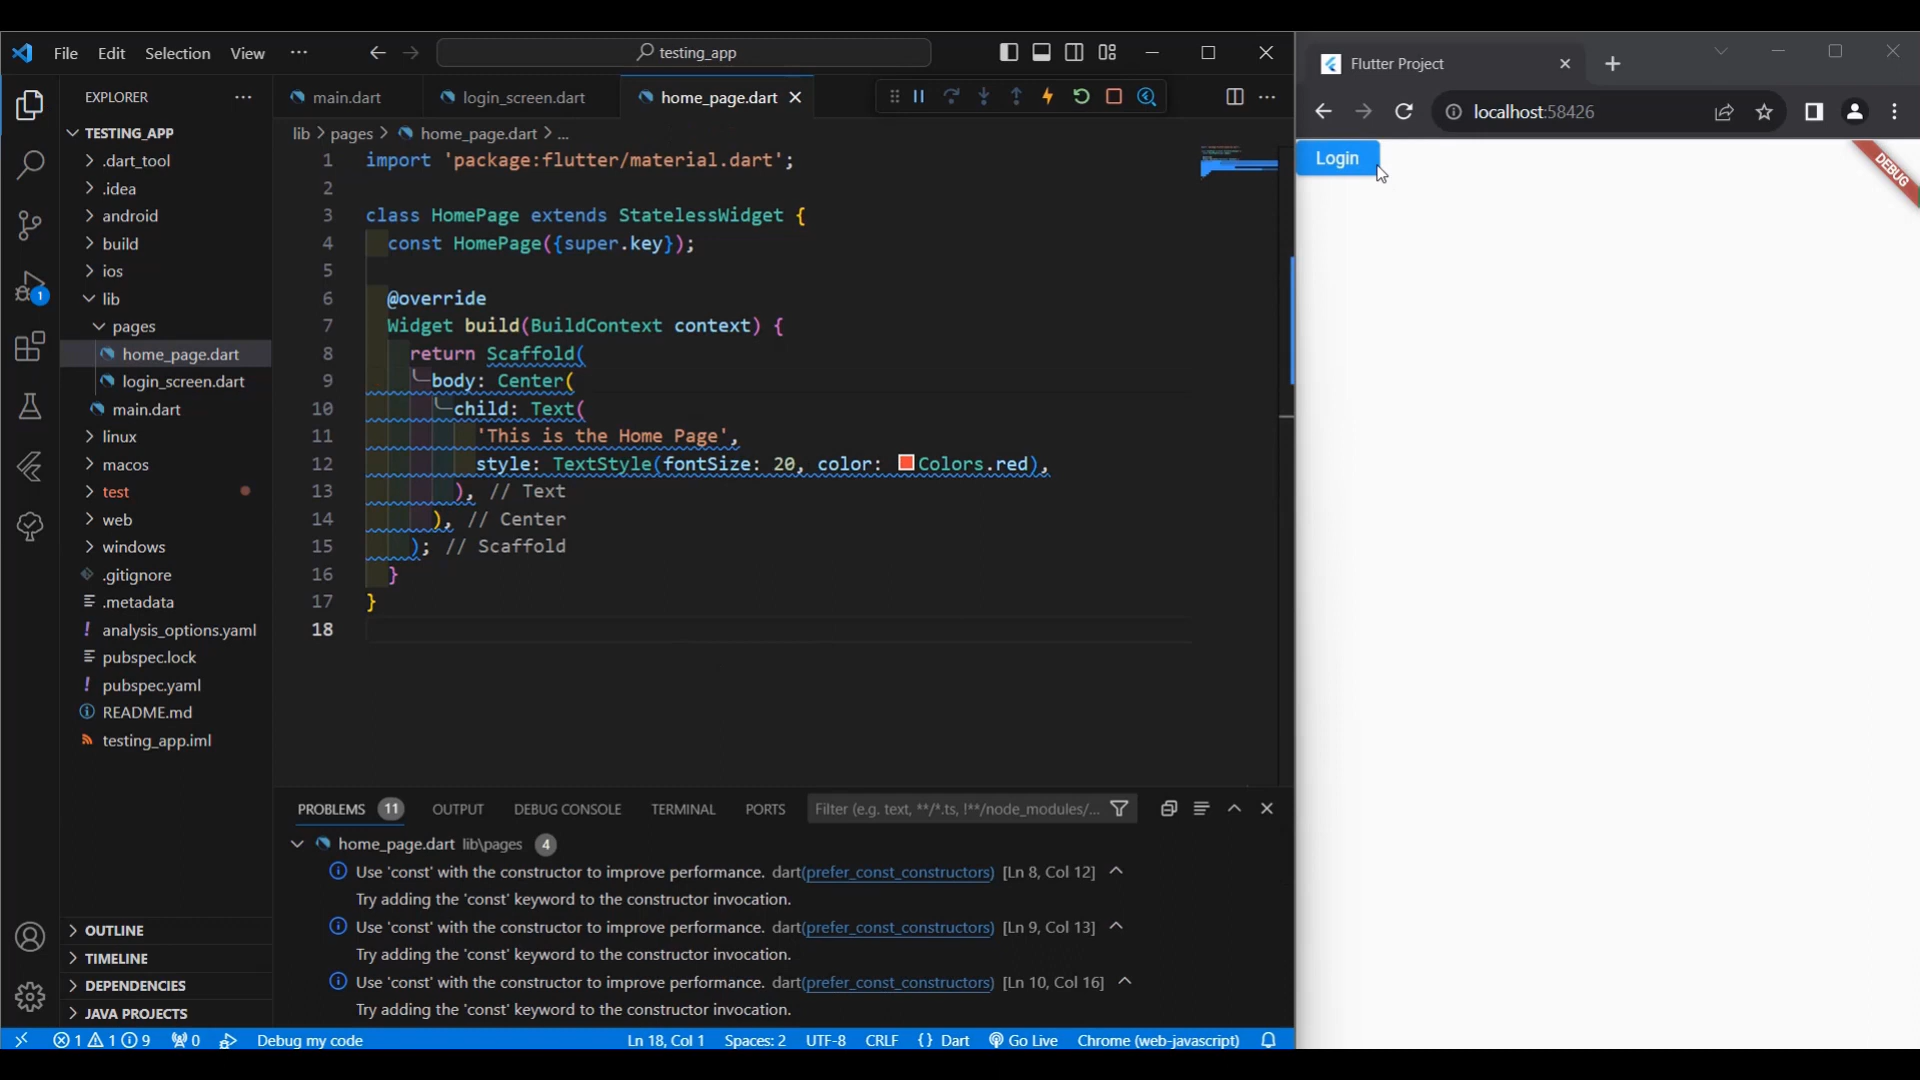 File Edit Selection View ... testing_app
EXPLORER
TESTING_APP
.dart_tool
.idea
android
build
ios
lib
pages
home_page.dart
login_screen.dart
main.dart
linux
macos
test
web
windows
.gitignore
.metadata
analysis_options.yaml
pubspec.lock
pubspec.yaml
README.md
testing_app.iml
OUTLINE
TIMELINE
DEPENDENCIES
JAVA PROJECTS
1
main.dart login_screen.dart home_page.dart
lib > pages > home_page.dart > ...
1 import 'package:flutter/material.dart';
2
3 class HomePage extends StatelessWidget {
4 const HomePage({super.key});
5
6 @override
7 Widget build(BuildContext context) {
8 return Scaffold(
9 body: Center(
10 child: Text(
11 'This is the Home Page',
12 style: TextStyle(fontSize: 20, color: Colors.red),
13 ), // Text
14 ), // Center
15 ); // Scaffold
16 }
17 }
18
PROBLEMS 11 OUTPUT DEBUG CONSOLE TERMINAL PORTS Filter (e.g. text, **/*.ts, !**/node_modules/...
home_page.dart lib\pages 4
Use 'const' with the constructor to improve performance. dart(prefer_const_constructors) [Ln 8, Col 12]
Try adding the 'const' keyword to the constructor invocation.
Use 'const' with the constructor to improve performance. dart(prefer_const_constructors) [Ln 9, Col 13]
Try adding the 'const' keyword to the constructor invocation.
Use 'const' with the constructor to improve performance. dart(prefer_const_constructors) [Ln 10, Col 16]
Try adding the 'const' keyword to the constructor invocation.
1 1 9 0 Debug my code Ln 18, Col 1 Spaces: 2 UTF-8 CRLF {} Dart Go Live Chrome (web-javascript)
Flutter Project
localhost:58426
Login
DEBUG